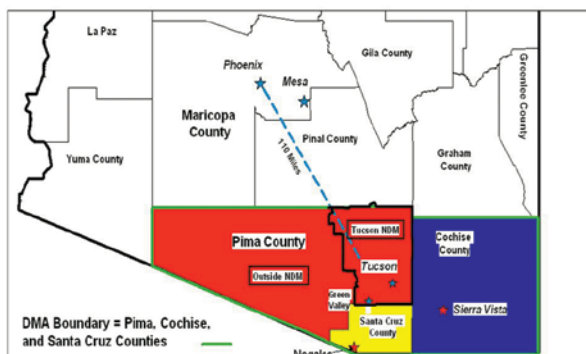 La Paz
Phoenix
Mesa
Gila County
Greenlee County
Maricopa
County
Yuma County
110 Miles
Pinal County
Graham County
Pima County
Tucson NDM
Cochise
County
Outside NDM
Tucson
Green
Valley
Santa Cruz
County
Sierra Vista
DMA Boundary = Pima, Cochise,
and Santa Cruz Counties
Nogales